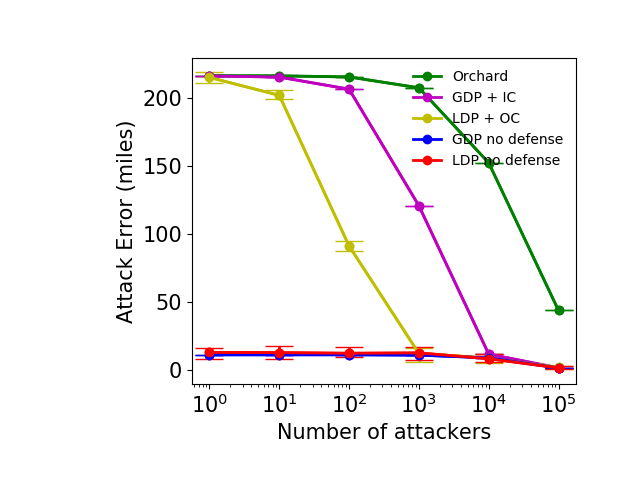 Orchard
GDP + IC
LDP + OC
GDP no defense
LDP no defense
200
150
100
50
0
Attack Error (miles)
10⁰ 10¹ 10² 10³ 10⁴ 10⁵
Number of attackers